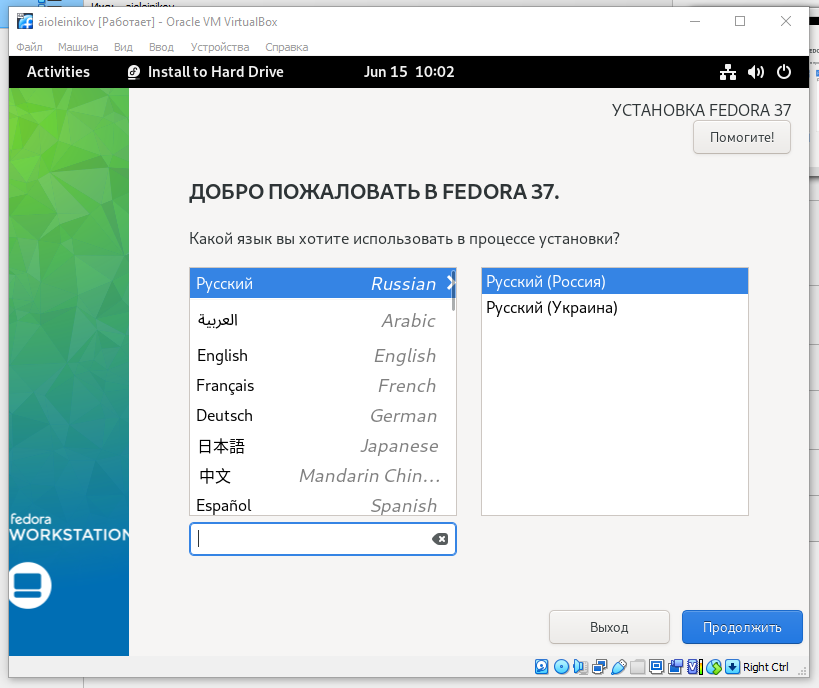 aioleinikov [Работает] - Oracle VM VirtualBox
Файл Машина Вид Ввод Устройства Справка
Activities Install to Hard Drive Jun 15 10:02
УСТАНОВКА FEDORA 37
Помогите!
ДОБРО ПОЖАЛОВАТЬ В FEDORA 37.
Какой язык вы хотите использовать в процессе установки?
Русский Russian
العربية Arabic
English English
Français French
Deutsch German
日本語 Japanese
中文 Mandarin Chin...
Español Spanish
Русский (Россия)
Русский (Украина)
fedora
WORKSTATION
Выход Продолжить
Right Ctrl